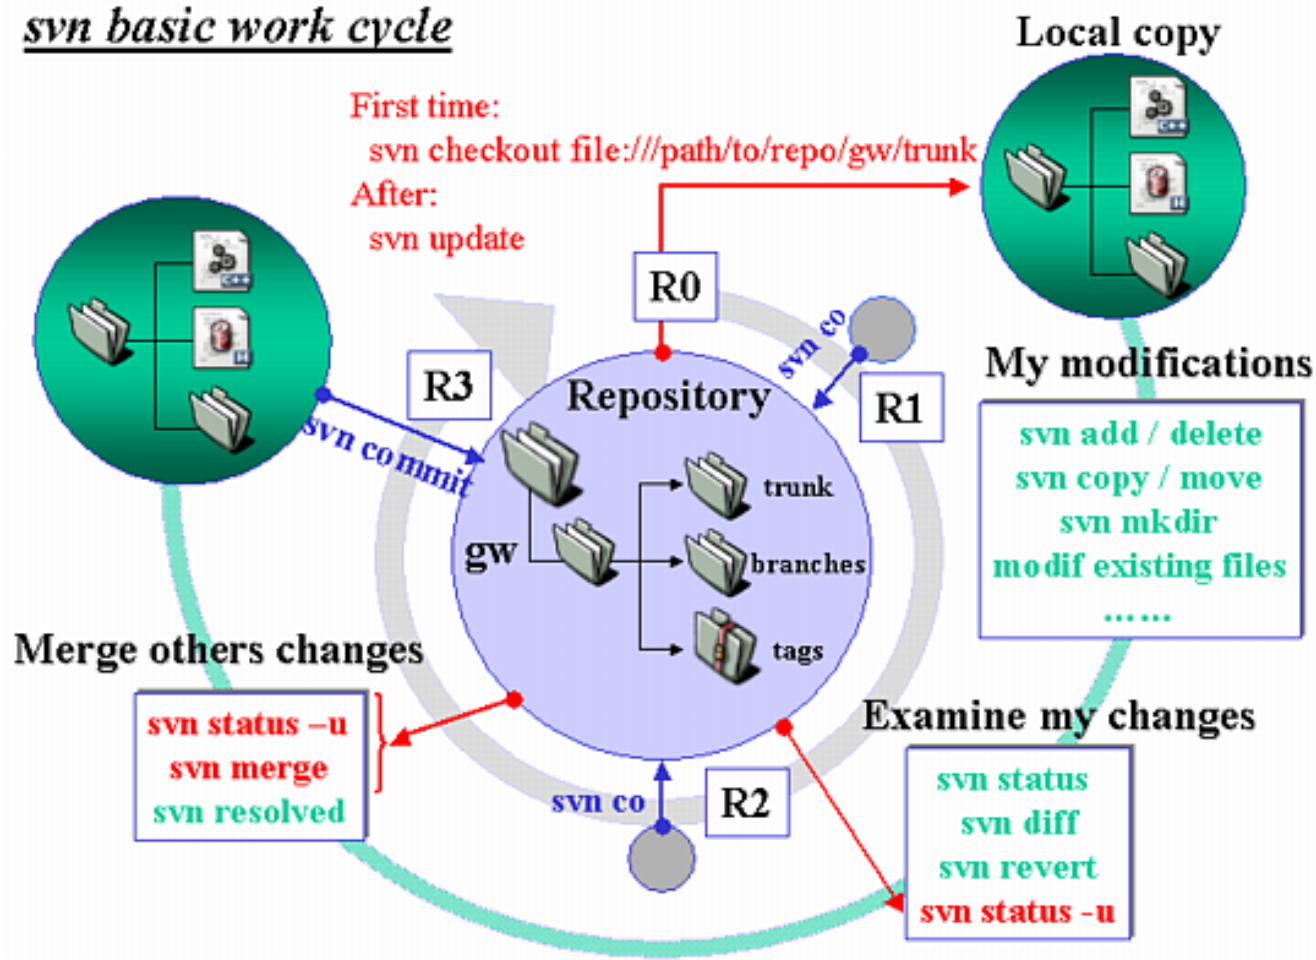 svn basic work cycle
Local copy
First time:
svn checkout file:///path/to/repo/gw/trunk
After:
svn update
R0
svn co
R1
R3
Repository
svn commit
gw
trunk
branches
tags
My modifications
svn add / delete
svn copy / move
svn mkdir
modif existing files
... ...
Merge others changes
svn status –u
svn merge
svn resolved
svn co
R2
Examine my changes
svn status
svn diff
svn revert
svn status -u